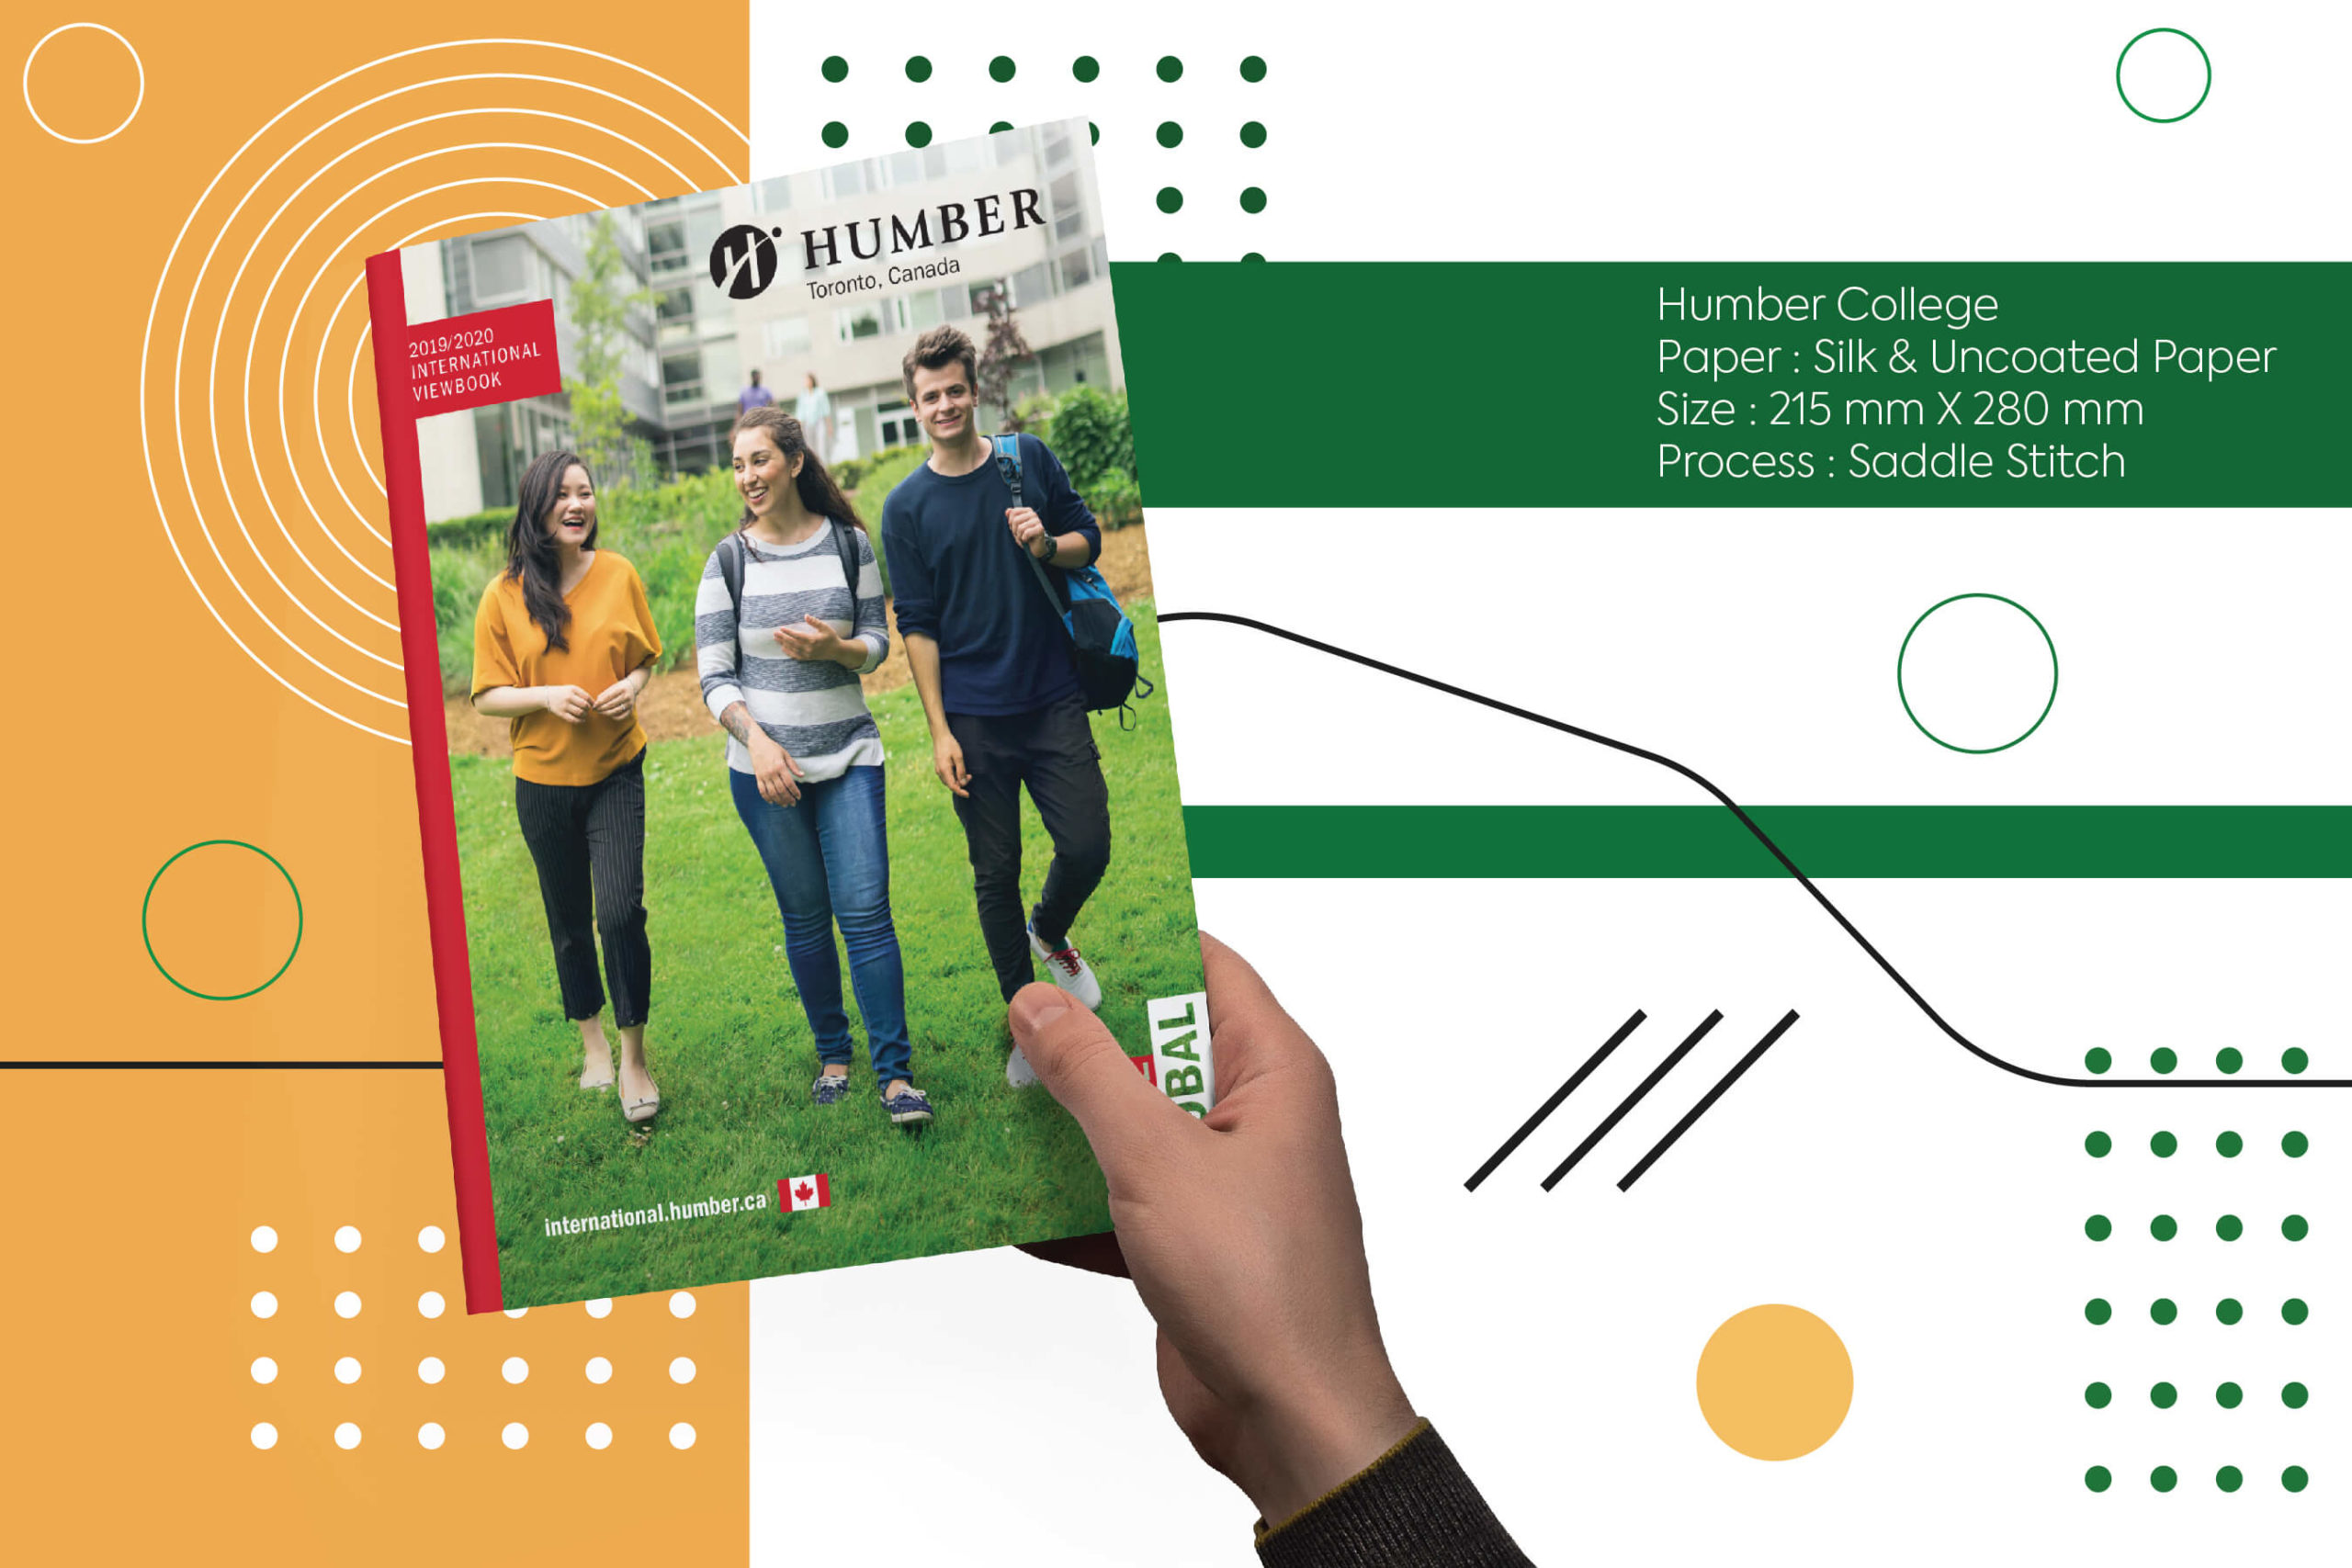 HUMBER
Toronto, Canada
2019/2020
INTERNATIONAL
VIEWBOOK
international.humber.ca
Humber College
Paper : Silk & Uncoated Paper
Size : 215 mm X 280 mm
Process : Saddle Stitch